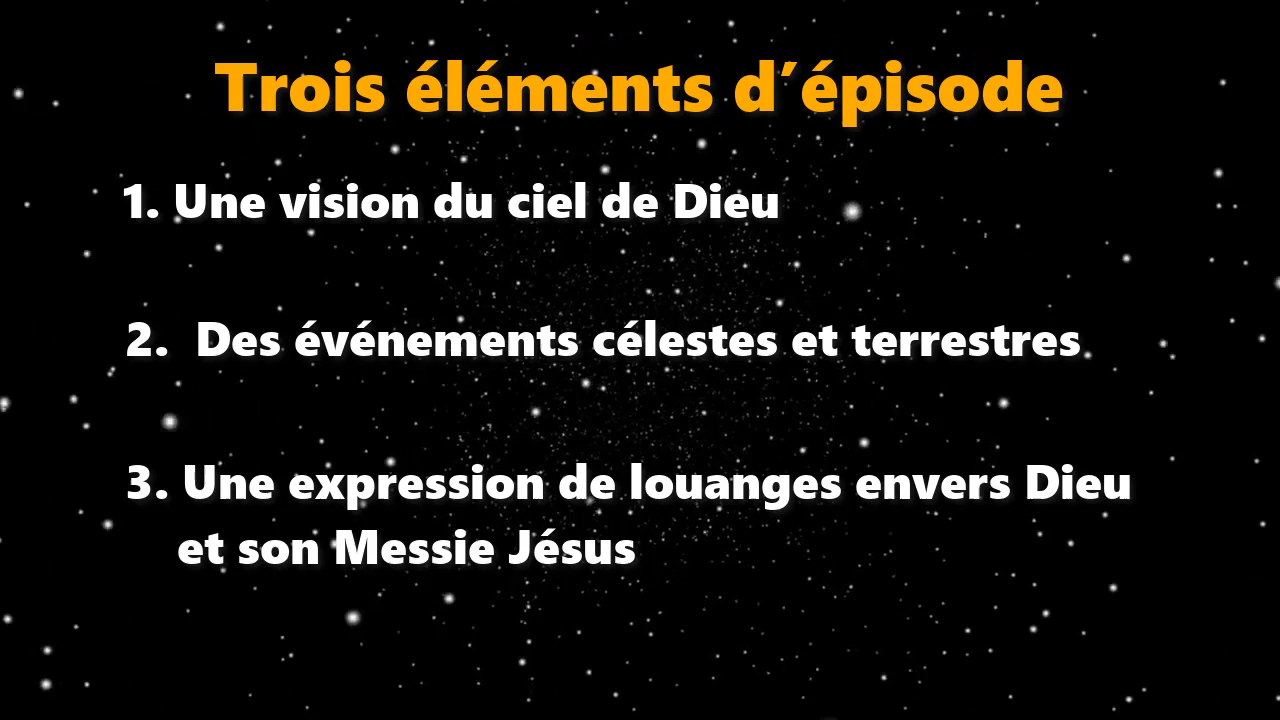 Trois éléments d´épisode
1. Une vision du ciel de Dieu
2. Des événements célestes et terrestres
3. Une expression de louanges envers Dieu
et son Messie Jésus